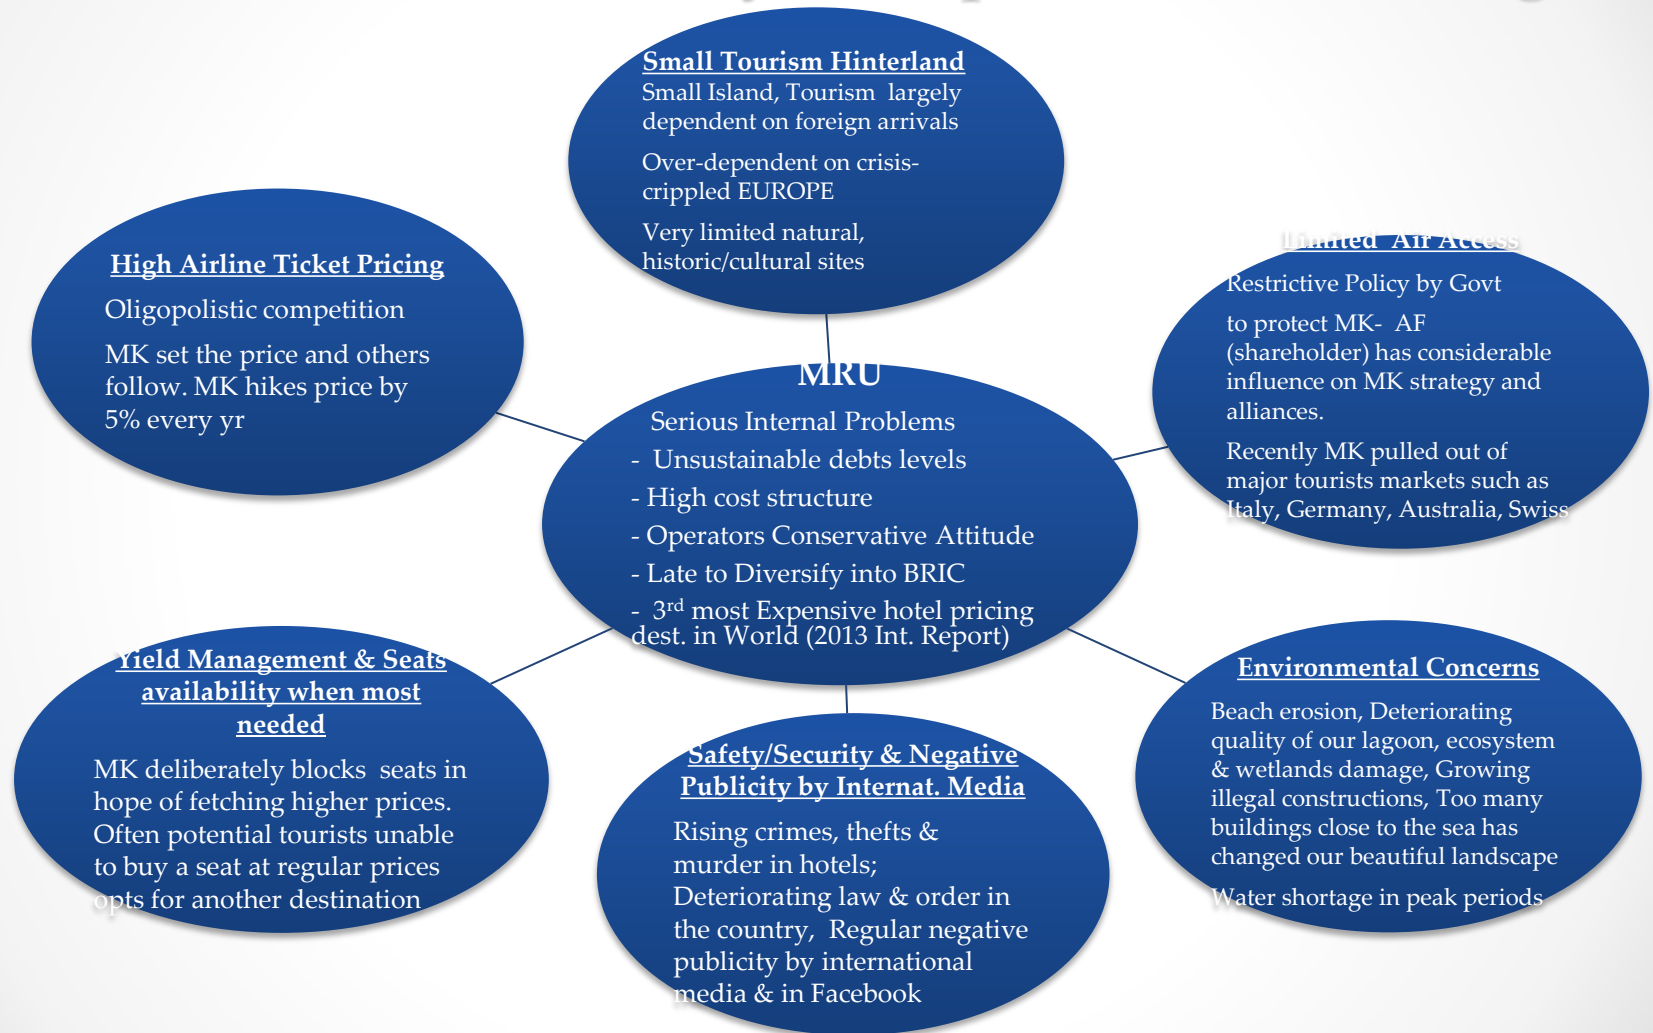 Small Tourism Hinterland
Small Island, Tourism largely
dependent on foreign arrivals
Over-dependent on crisis-
crippled EUROPE
Very limited natural,
historic/cultural sites
High Airline Ticket Pricing
Oligopolistic competition
MK set the price and others
follow. MK hikes price by
5% every yr
Limited Air Access
Restrictive Policy by Govt
to protect MK- AF
(shareholder) has considerable
influence on MK strategy and
alliances.
Recently MK pulled out of
major tourists markets such as
Italy, Germany, Australia, Swiss
MRU
Serious Internal Problems
- Unsustainable debts levels
- High cost structure
- Operators Conservative Attitude
- Late to Diversify into BRIC
- 3rd most Expensive hotel pricing
dest. in World (2013 Int. Report)
Yield Management & Seats
availability when most
needed
MK deliberately blocks seats in
hope of fetching higher prices.
Often potential tourists unable
to buy a seat at regular prices
opts for another destination
Safety/Security & Negative
Publicity by Internat. Media
Rising crimes, thefts &
murder in hotels;
Deteriorating law & order in
the country, Regular negative
publicity by international
media & in Facebook
Environmental Concerns
Beach erosion, Deteriorating
quality of our lagoon, ecosystem
& wetlands damage, Growing
illegal constructions, Too many
buildings close to the sea has
changed our beautiful landscape
Water shortage in peak periods